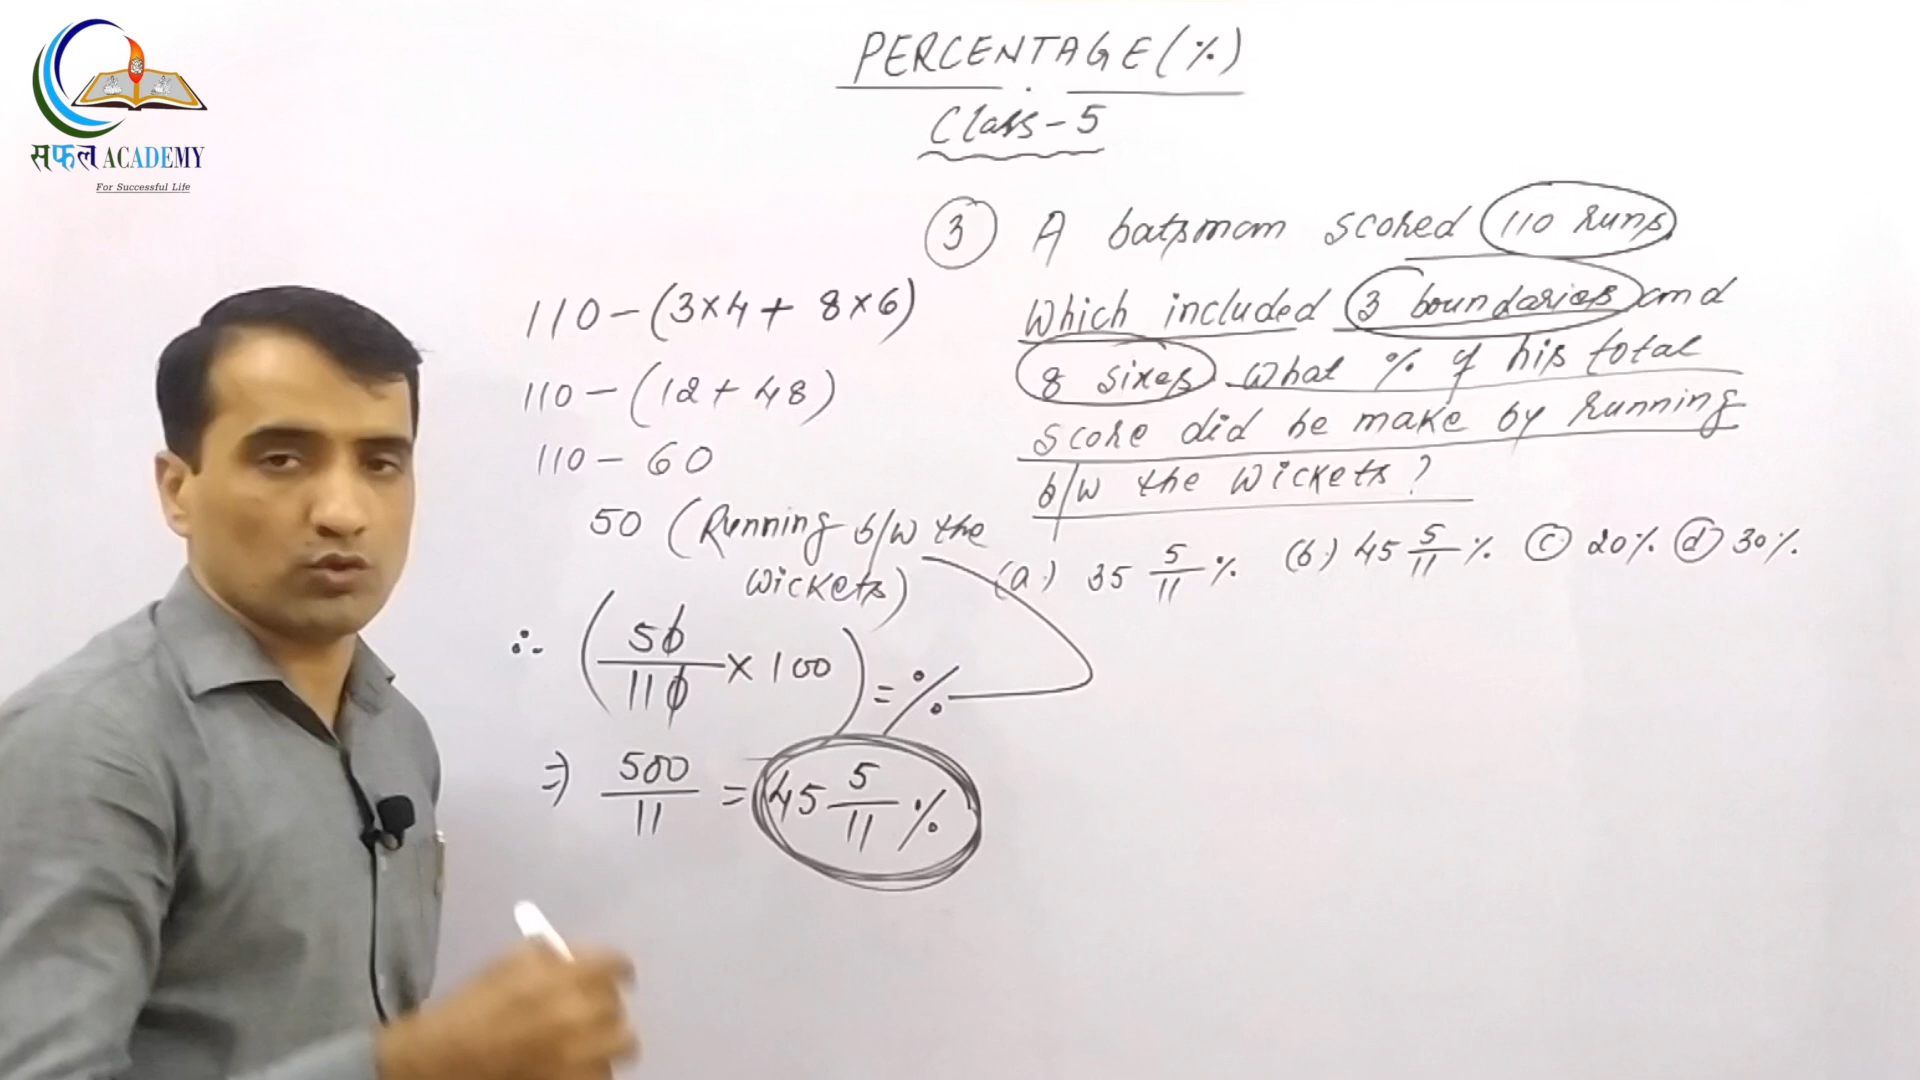 सफल ACADEMY
For Successful Life
PERCENTAGE (%)
Class - 5
3 A batsman scored 110 runs
which included 3 boundaries and
8 sixes. What % of his total
score did he make by running
b/w the wickets?
(a) 35 5/11 % (b) 45 5/11 % (c) 20% (d) 30%.
110 - (3×4 + 8×6)
110 - (12 + 48)
110 - 60
50 (Running b/w the
wickets)
∴ (50/110 × 100) = %
⇒ 500/11 = 45 5/11 %